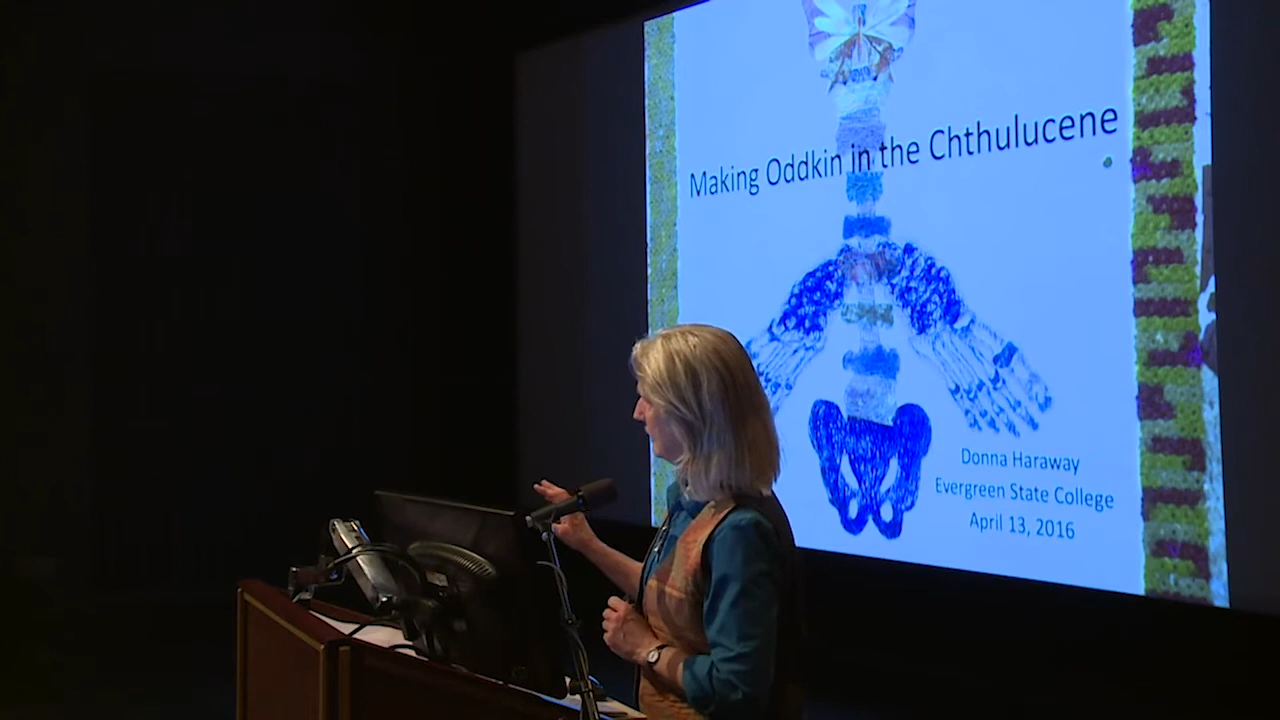 Making Oddkin in the Chthulucene
Donna Haraway
Evergreen State College
April 13, 2016